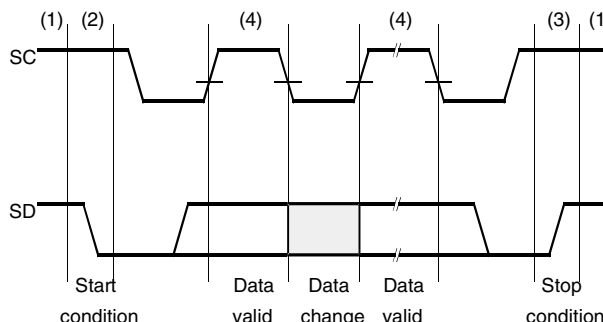 (1) (2) (4) (4) (3) (1
SC
SD
Start Data Data Data Stop
condition valid change valid condition